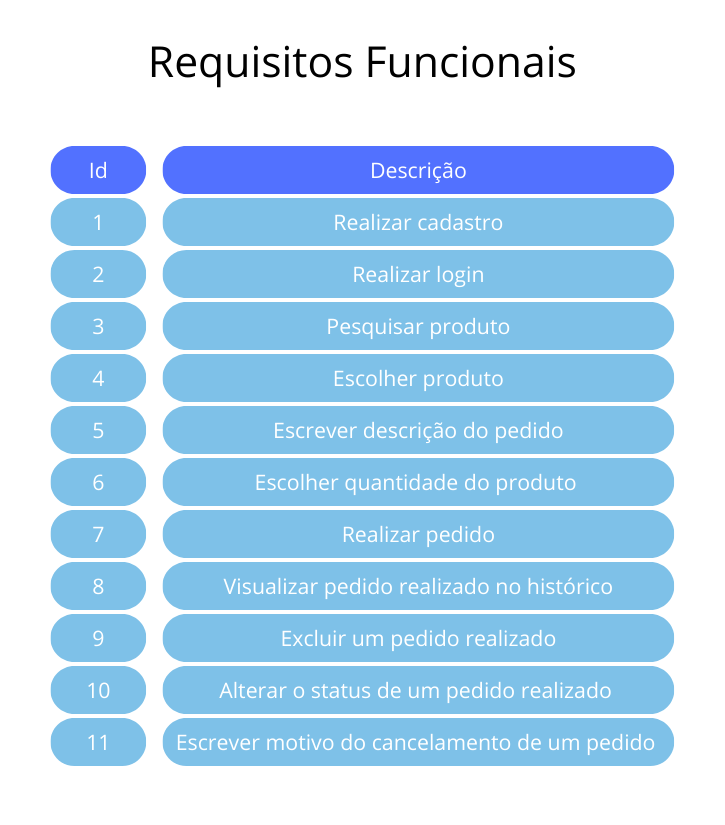 Requisitos Funcionais
Id Descrição
1 Realizar cadastro
2 Realizar login
3 Pesquisar produto
4 Escolher produto
5 Escrever descrição do pedido
6 Escolher quantidade do produto
7 Realizar pedido
8 Visualizar pedido realizado no histórico
9 Excluir um pedido realizado
10 Alterar o status de um pedido realizado
11 Escrever motivo do cancelamento de um pedido